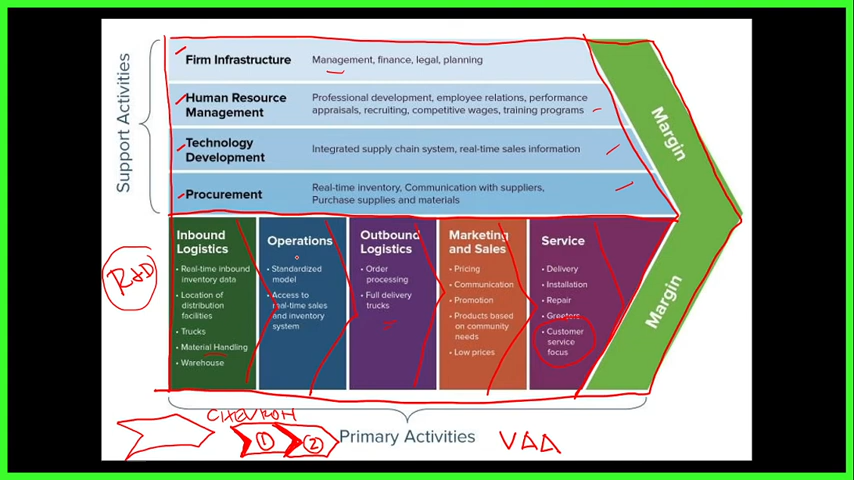 Support Activities
Firm Infrastructure
Management, finance, legal, planning
Human Resource
Management
Professional development, employee relations, performance
appraisals, recruiting, competitive wages, training programs
Technology
Development
Integrated supply chain system, real-time sales information
Procurement
Real-time inventory, Communication with suppliers,
Purchase supplies and materials
Margin
Inbound
Logistics
• Real-time inbound
inventory data
• Location of
distribution
facilities
• Trucks
• Material Handling
• Warehouse
Operations
• Standardized
model
• Access to
real-time sales
and inventory
system
Outbound
Logistics
• Order
processing
• Full delivery
trucks
Marketing
and Sales
• Pricing
• Communication
• Promotion
• Products based
on community
needs
• Low prices
Service
• Delivery
• Installation
• Repair
• Greeters
• Customer
service
focus
Margin
R&D
CHEVRON
1 2
Primary Activities
VAA